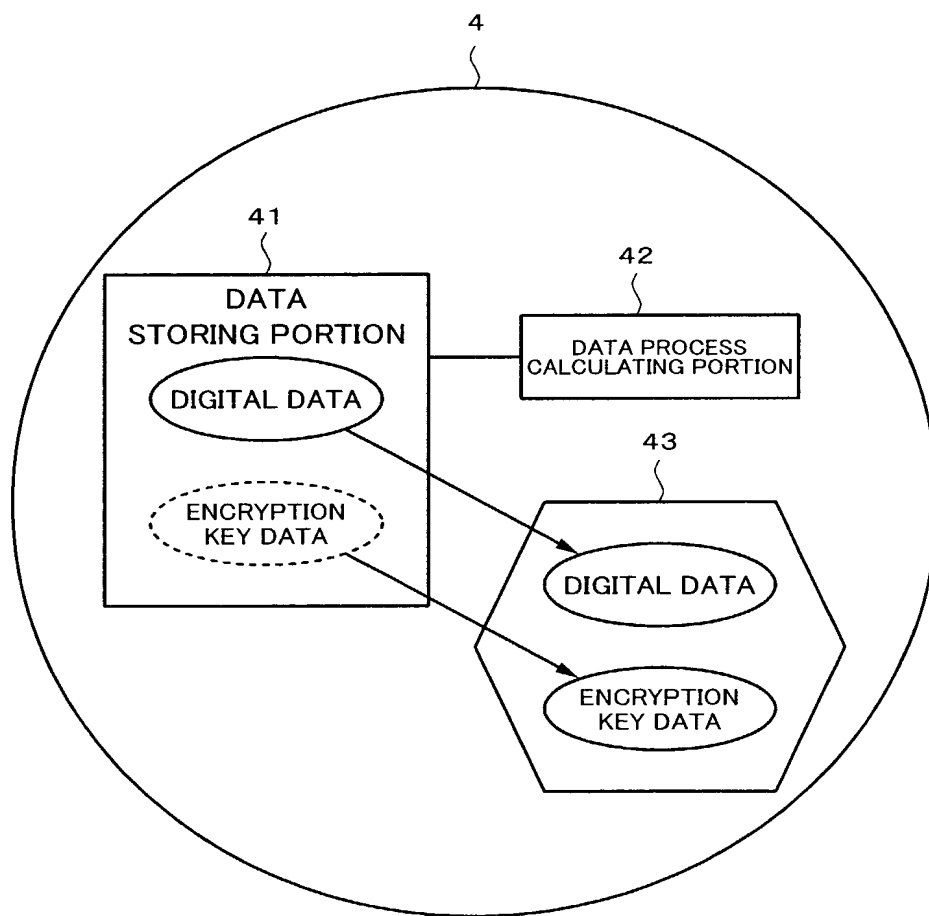 4
41
DATA
STORING PORTION
DIGITAL DATA
ENCRYPTION
KEY DATA
42
DATA PROCESS
CALCULATING PORTION
43
DIGITAL DATA
ENCRYPTION
KEY DATA